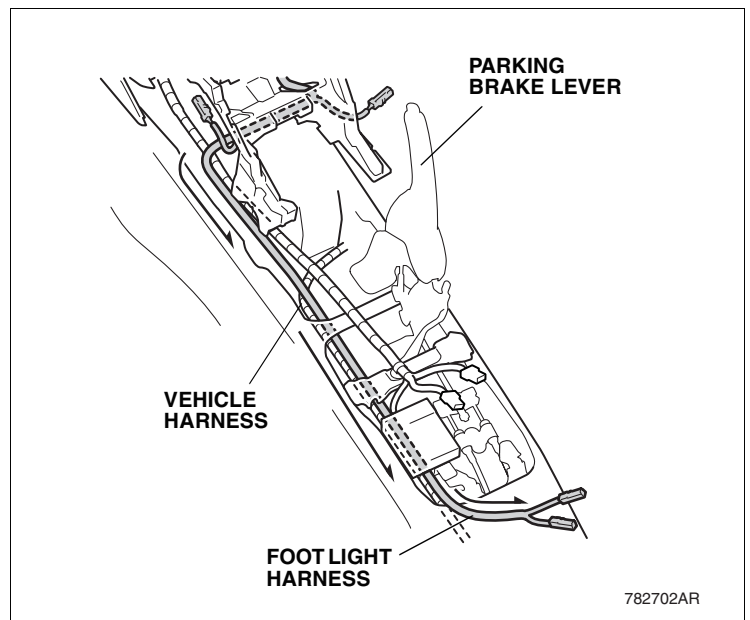 PARKING
BRAKE LEVER
VEHICLE
HARNESS
FOOT LIGHT
HARNESS
782702AR